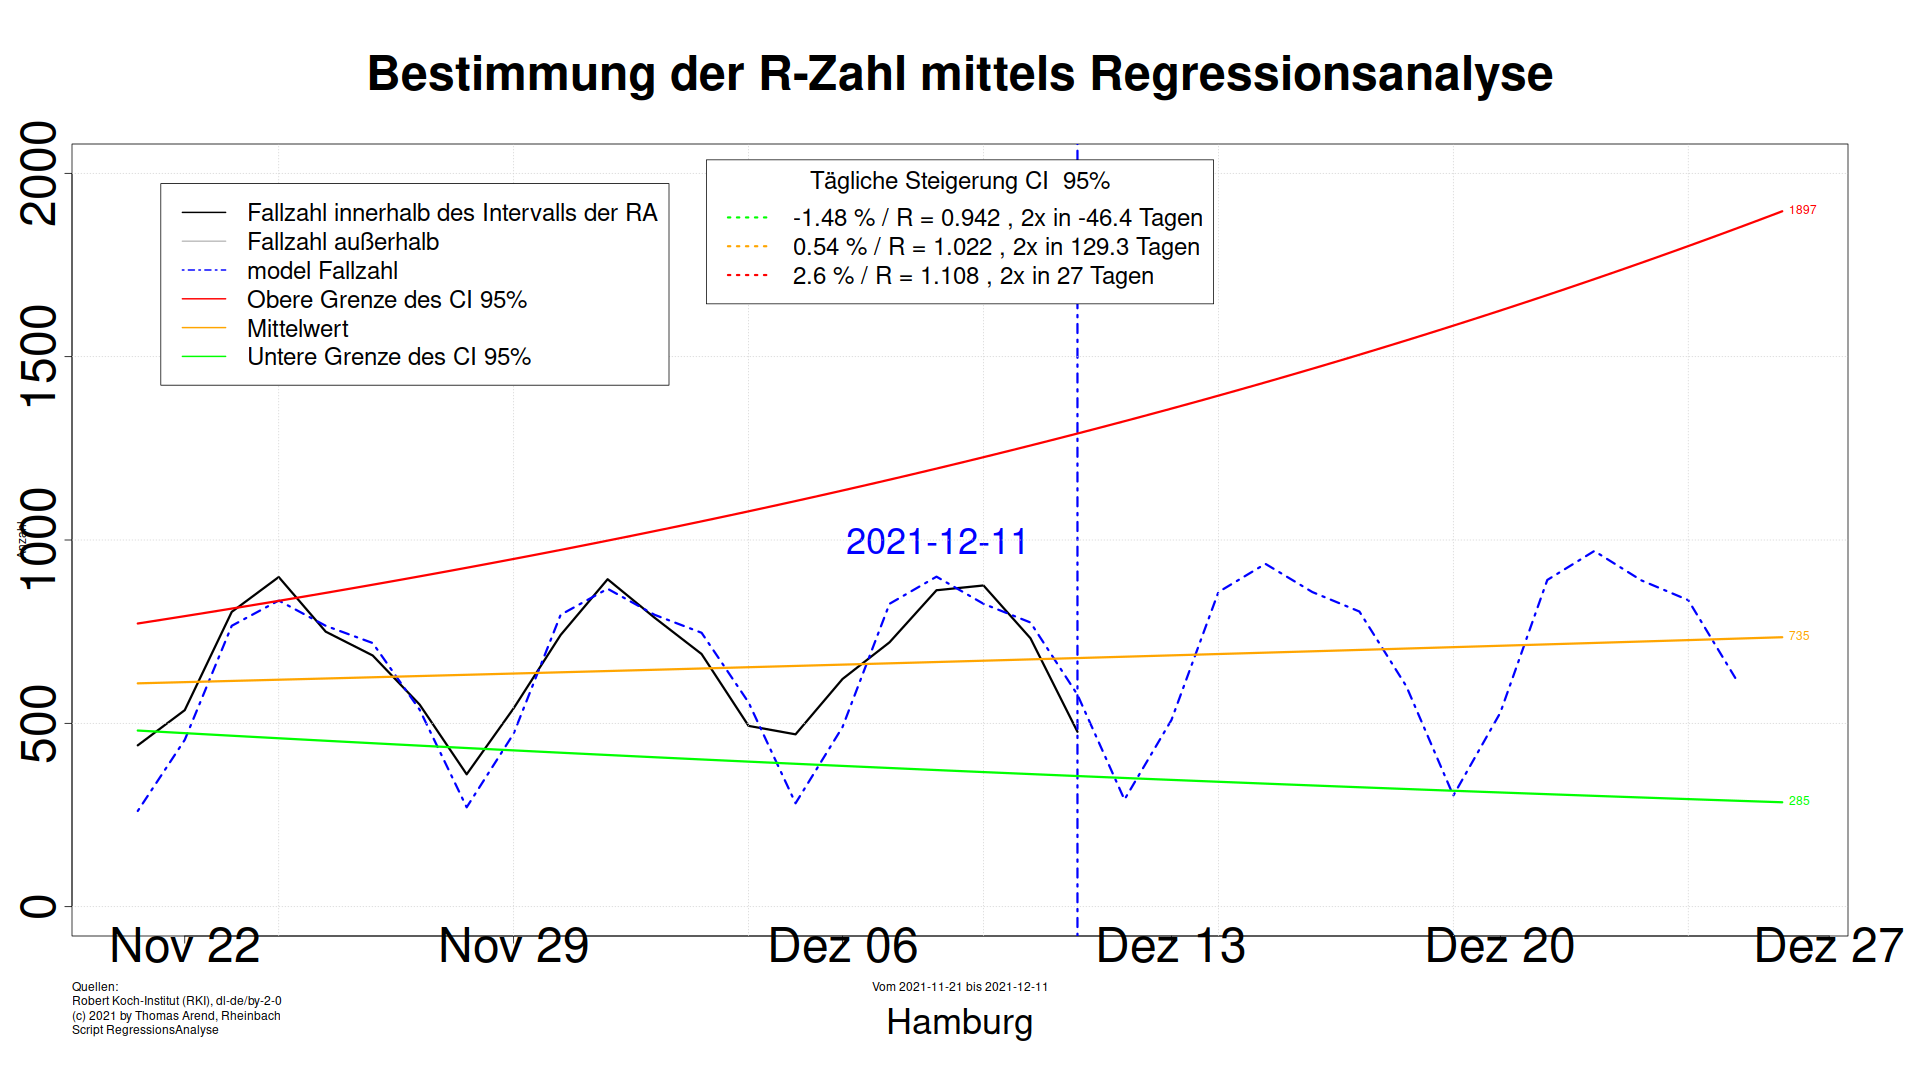 Bestimmung der R-Zahl mittels Regressionsanalyse
Anzahl
2000
1500
1000
500
0
Fallzahl innerhalb des Intervalls der RA
Fallzahl außerhalb
model Fallzahl
Obere Grenze des CI 95%
Mittelwert
Untere Grenze des CI 95%
Tägliche Steigerung CI  95%
-1.48 % / R = 0.942 , 2x in -46.4 Tagen
0.54 % / R = 1.022 , 2x in 129.3 Tagen
2.6 % / R = 1.108 , 2x in 27 Tagen
1897
2021-12-11
735
285
Nov 22 Nov 29 Dez 06 Dez 13 Dez 20 Dez 27
Quellen:
Robert Koch-Institut (RKI), dl-de/by-2-0
(c) 2021 by Thomas Arend, Rheinbach
Script RegressionsAnalyse
Vom 2021-11-21 bis 2021-12-11
Hamburg